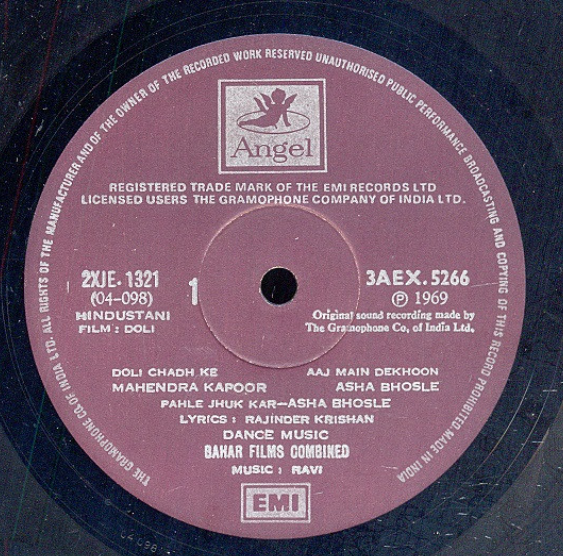 THE GRAMOPHONE CO. OF INDIA LTD. ALL RIGHTS OF THE MANUFACTURER AND OF THE OWNER OF THE RECORDED WORK RESERVED UNAUTHORISED PUBLIC PERFORMANCE BROADCASTING AND COPYING OF THIS RECORD PROHIBITED MADE IN INDIA
Angel
REGISTERED TRADE MARK OF THE EMI RECORDS LTD
LICENSED USERS THE GRAMOPHONE COMPANY OF INDIA LTD.
2XJE. 1321 1 3AEX. 5266
(04-098) ℗ 1969
HINDUSTANI Original sound recording made by
FILM : DOLI The Gramophone Co, of India Ltd.
DOLI CHADH KE AAJ MAIN DEKHOON
MAHENDRA KAPOOR ASHA BHOSLE
PAHLE JHUK KAR—ASHA BHOSLE
LYRICS : RAJINDER KRISHAN
DANCE MUSIC
BAHAR FILMS COMBINED
MUSIC : RAVI
EMI
04098